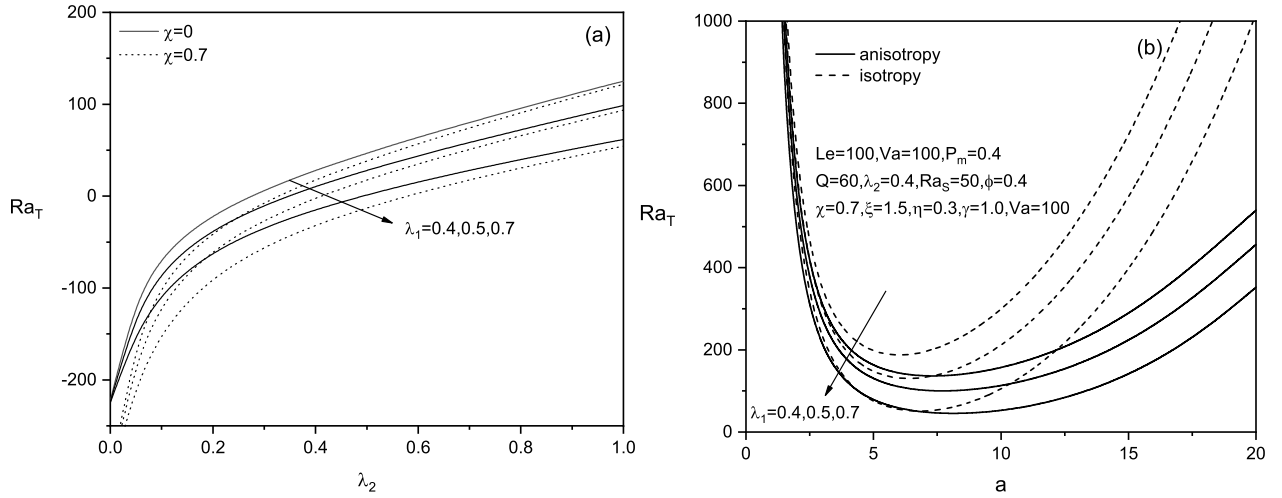 200
100
0
-100
-200
Ra_T
χ=0
χ=0.7
(a)
λ₁=0.4,0.5,0.7
0.0 0.2 0.4 0.6 0.8 1.0
λ₂
1000
800
600
400
200
0
Ra_T
anisotropy
isotropy
(b)
Le=100,Va=100,P_m=0.4
Q=60,λ₂=0.4,Ra_S=50,ϕ=0.4
χ=0.7,ξ=1.5,η=0.3,γ=1.0,Va=100
λ₁=0.4,0.5,0.7
0 5 10 15 20
a